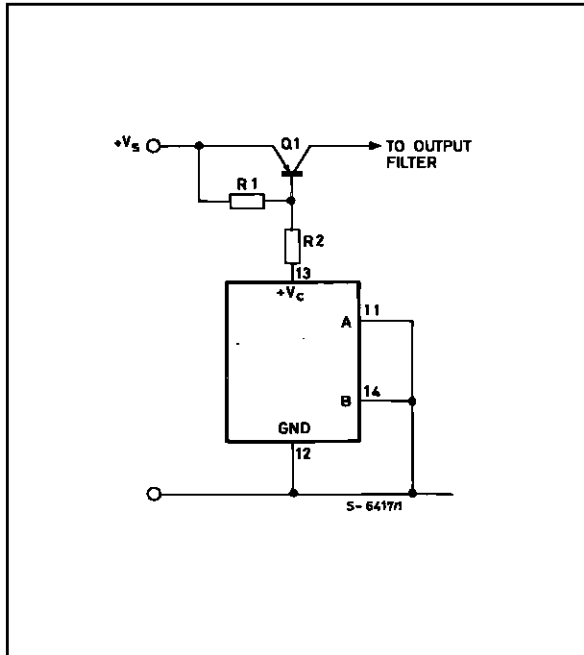 +Vs
Q1
TO OUTPUT
FILTER
R1
R2
13
+VC
11
A
14
B
GND
12
S-6417/1